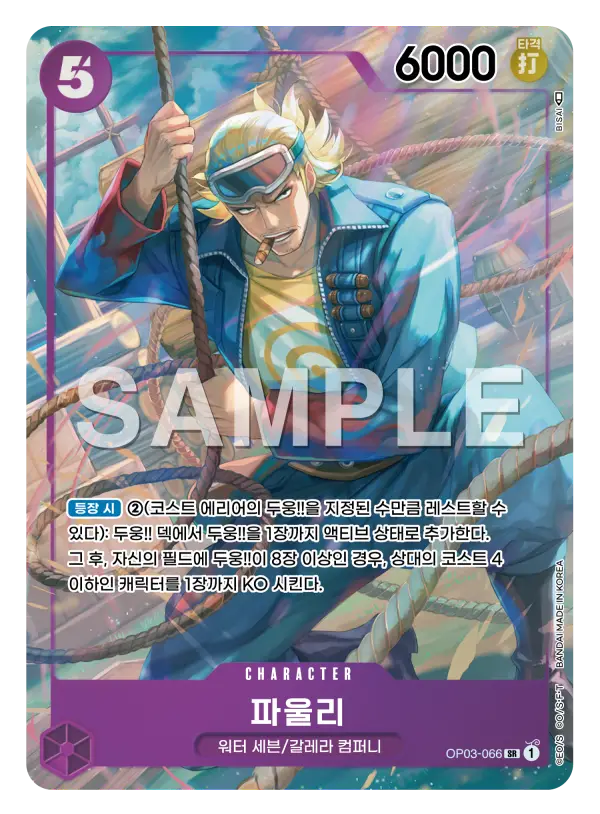 5
6000
타격
打
BISAI
SAMPLE
등장 시 ②(코스트 에리어의 두웅!!을 지정된 수만큼 레스트할 수
있다): 두웅!! 덱에서 두웅!!을 1장까지 액티브 상태로 추가한다.
그 후, 자신의 필드에 두웅!!이 8장 이상인 경우, 상대의 코스트 4
이하인 캐릭터를 1장까지 KO 시킨다.
©E.O/S. ©O/S·F·T BANDAI MADE IN KOREA
CHARACTER
파울리
워터 세븐/갈레라 컴퍼니
OP03-066 SR 1